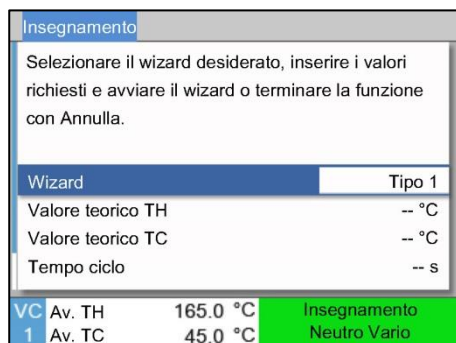 Insegnamento
Selezionare il wizard desiderato, inserire i valori
richiesti e avviare il wizard o terminare la funzione
con Annulla.
Wizard Tipo 1
Valore teorico TH -- °C
Valore teorico TC -- °C
Tempo ciclo -- s
VC Av. TH 165.0 °C Insegnamento
1 Av. TC 45.0 °C Neutro Vario